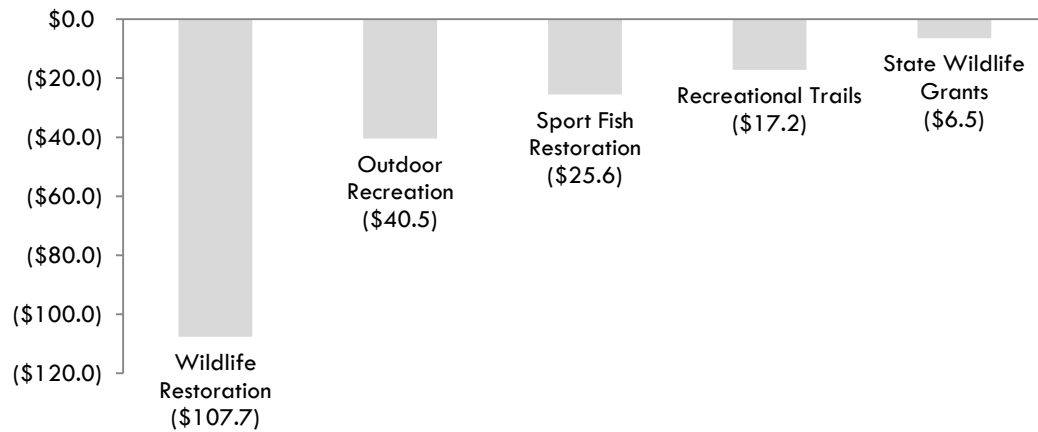 $0.0
($20.0)
($40.0)
($60.0)
($80.0)
($100.0)
($120.0)
Wildlife
Restoration
($107.7)
Outdoor
Recreation
($40.5)
Sport Fish
Restoration
($25.6)
Recreational Trails
($17.2)
State Wildlife
Grants
($6.5)